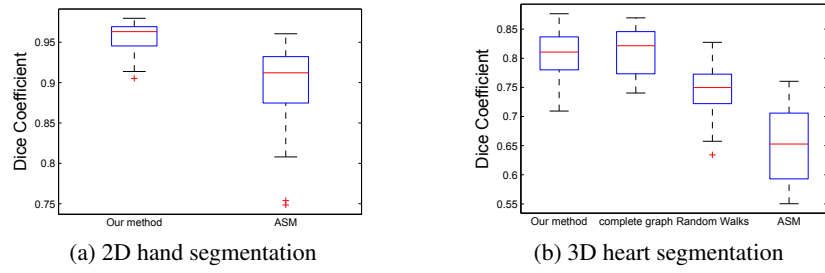 Dice Coefficient
0.95
0.9
0.85
0.8
0.75
Our method ASM
(a) 2D hand segmentation
Dice Coefficient
0.85
0.8
0.75
0.7
0.65
0.6
0.55
Our method complete graph Random Walks ASM
(b) 3D heart segmentation